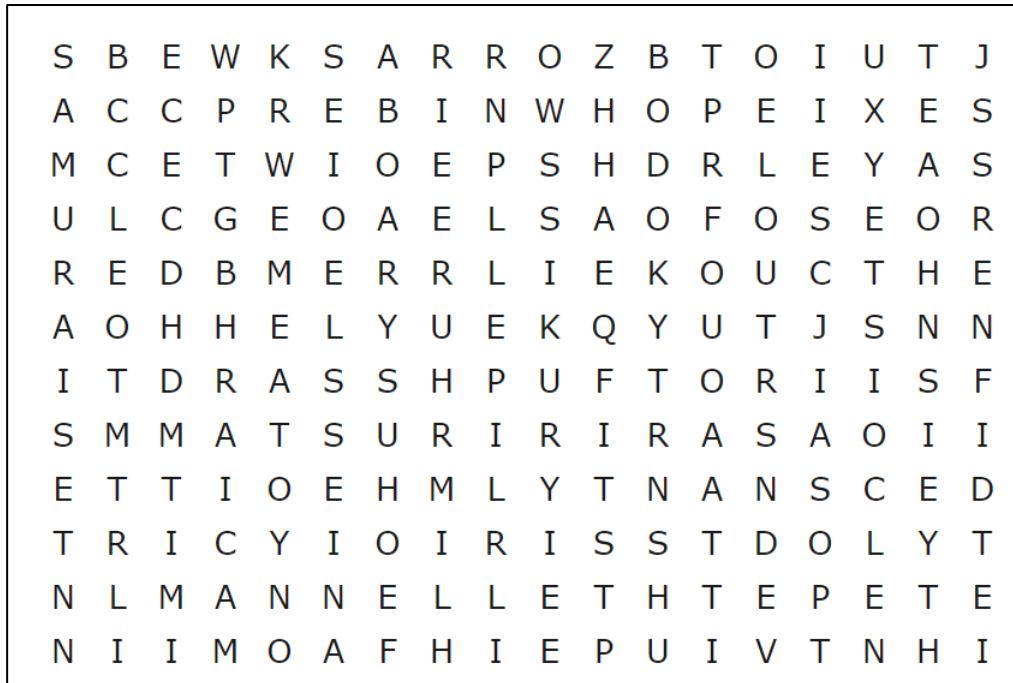 S B E W K S A R R O Z B T O I U T J
A C C P R E B I N W H O P E I X E S
M C E T W I O E P S H D R L E Y A S
U L C G E O A E L S A O F O S E O R
R E D B M E R R L I E K O U C T H E
A O H H E L Y U E K Q Y U T J S N N
I T D R A S S H P U F T O R I I S F
S M M A T S U R I R I R A S A O I I
E T T I O E H M L Y T N A N S C E D
T R I C Y I O I R I S S T D O L Y T
N L M A N N E L L E T H T E P E T E
N I I M O A F H I E P U I V T N H I